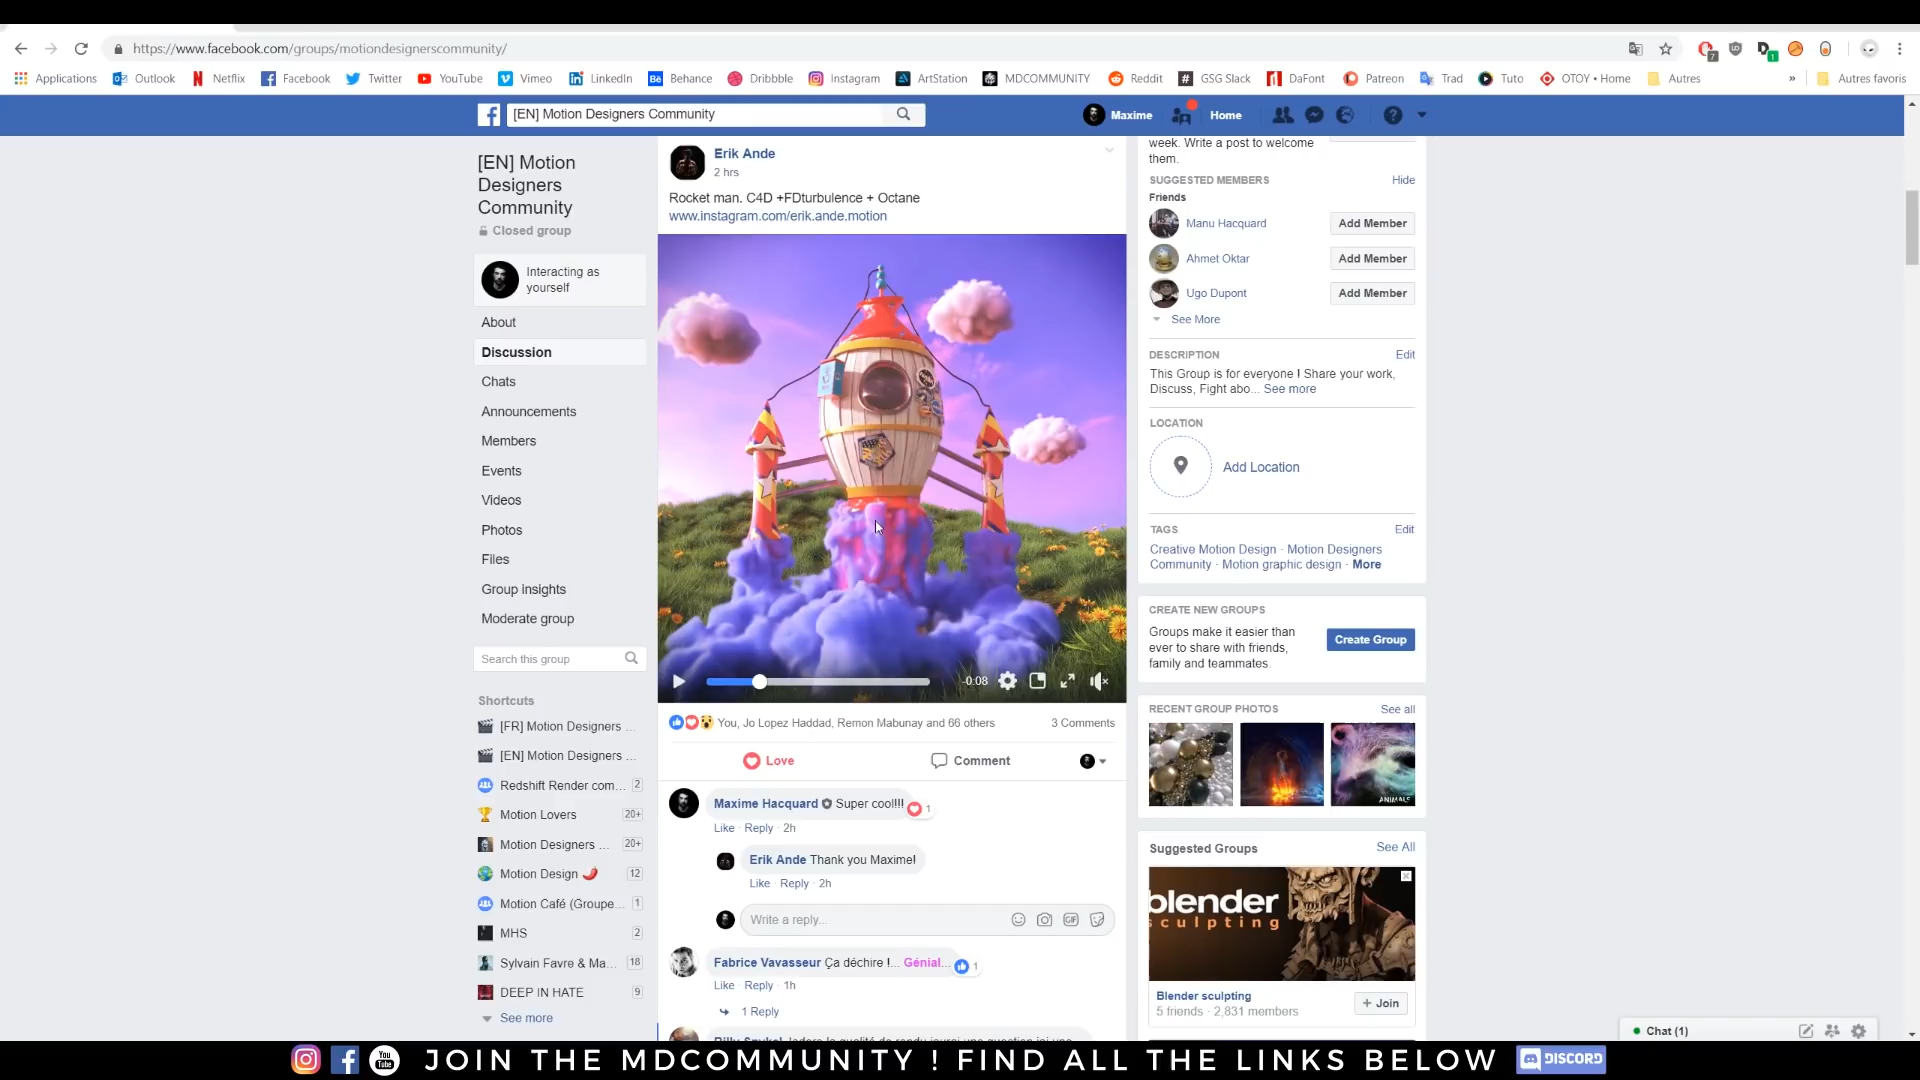 https://www.facebook.com/groups/motiondesignerscommunity/
Applications Outlook Netflix Facebook Twitter YouTube Vimeo LinkedIn Behance Dribbble Instagram ArtStation MDCOMMUNITY Reddit GSG Slack DaFont Patreon Trad Tuto OTOY • Home Autres » Autres favoris
[EN] Motion Designers Community
Maxime Home
[EN] Motion
Designers
Community
Closed group
Interacting as
yourself
About
Discussion
Chats
Announcements
Members
Events
Videos
Photos
Files
Group insights
Moderate group
Search this group
Shortcuts
[FR] Motion Designers ...
[EN] Motion Designers ...
Redshift Render com... 2
Motion Lovers 20+
Motion Designers ... 20+
Motion Design 12
Motion Café (Groupe... 1
MHS 2
Sylvain Favre & Ma... 18
DEEP IN HATE 9
See more
Erik Ande
2 hrs
Rocket man. C4D +FDturbulence + Octane
www.instagram.com/erik.ande.motion
-0:08
You, Jo Lopez Haddad, Remon Mabunay and 66 others 3 Comments
Love Comment
Maxime Hacquard Super cool!!! 1
Like · Reply · 2h
Erik Ande Thank you Maxime!
Like · Reply · 2h
Write a reply...
GIF
Fabrice Vavasseur Ça déchire !... Génial... 1
Like · Reply · 1h
1 Reply
week. Write a post to welcome
them.
SUGGESTED MEMBERS Hide
Friends
Manu Hacquard Add Member
Ahmet Oktar Add Member
Ugo Dupont Add Member
See More
DESCRIPTION Edit
This Group is for everyone ! Share your work,
Discuss, Fight abo... See more
LOCATION
Add Location
TAGS Edit
Creative Motion Design · Motion Designers
Community · Motion graphic design · More
CREATE NEW GROUPS
Groups make it easier than
ever to share with friends,
family and teammates.
Create Group
RECENT GROUP PHOTOS See all
ANIMALS
Suggested Groups See All
blender
sculpting
Blender sculpting
5 friends · 2,831 members
+ Join
Chat (1)
JOIN THE MDCOMMUNITY ! FIND ALL THE LINKS BELOW
You Tube
DISCORD